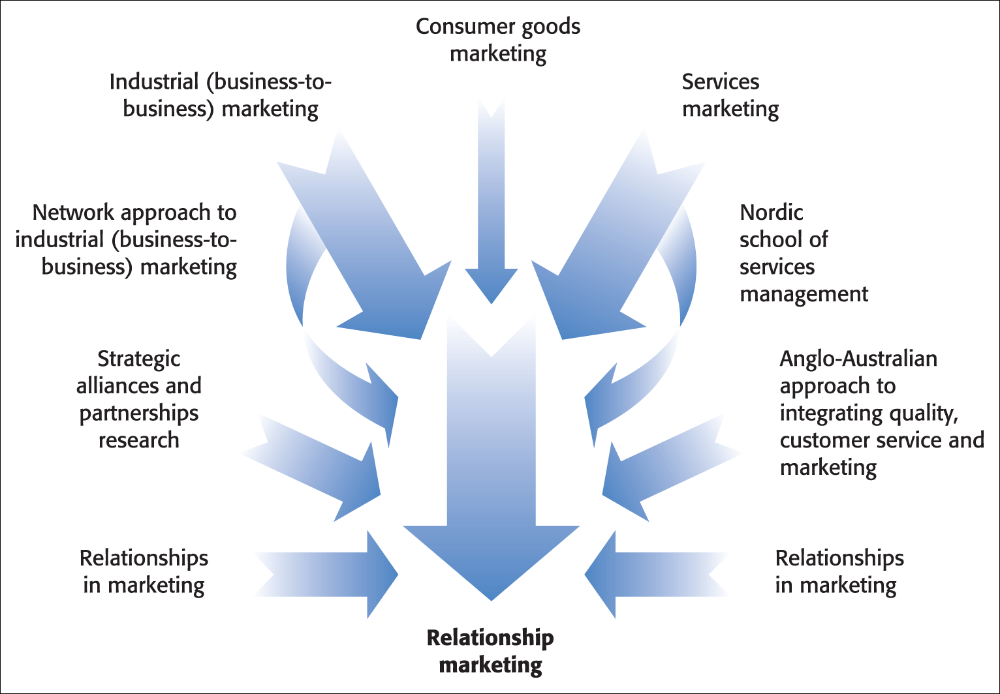 Consumer goods
marketing
Industrial (business-to-
business) marketing
Services
marketing
Network approach to
industrial (business-to-
business) marketing
Nordic
school of
services
management
Strategic
alliances and
partnerships
research
Anglo-Australian
approach to
integrating quality,
customer service and
marketing
Relationships
in marketing
Relationships
in marketing
Relationship
marketing